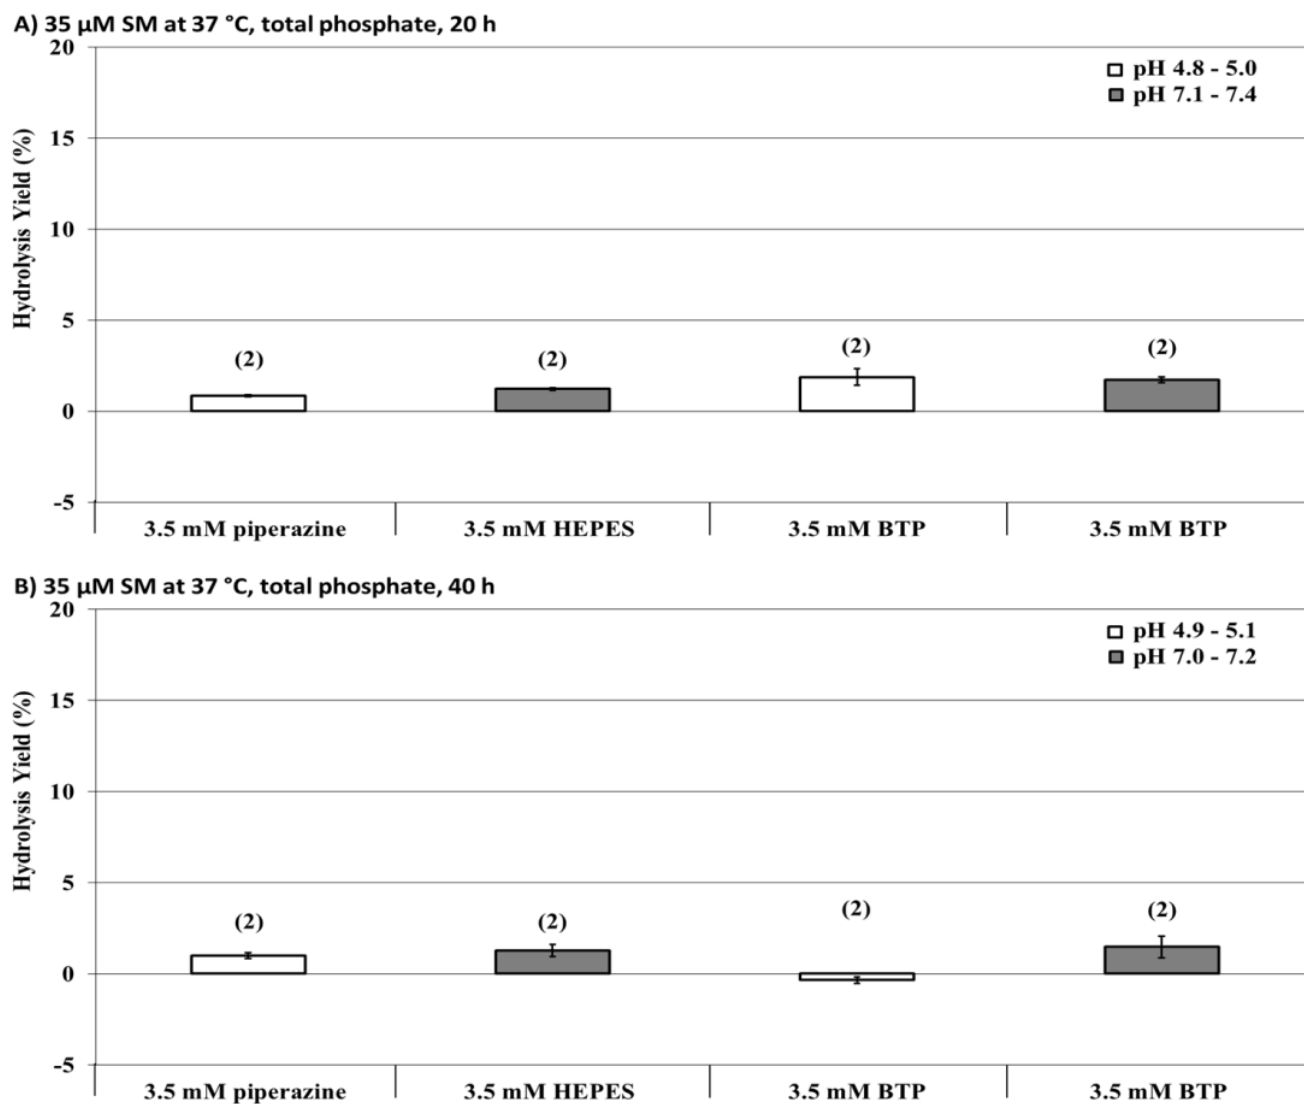 A) 35 µM SM at 37 °C, total phosphate, 20 h
20
pH 4.8 - 5.0
pH 7.1 - 7.4
15
10
5
0
-5
Hydrolysis Yield (%)
(2) (2) (2) (2)
3.5 mM piperazine 3.5 mM HEPES 3.5 mM BTP 3.5 mM BTP
B) 35 µM SM at 37 °C, total phosphate, 40 h
20
pH 4.9 - 5.1
pH 7.0 - 7.2
15
10
5
0
-5
Hydrolysis Yield (%)
(2) (2) (2) (2)
3.5 mM piperazine 3.5 mM HEPES 3.5 mM BTP 3.5 mM BTP